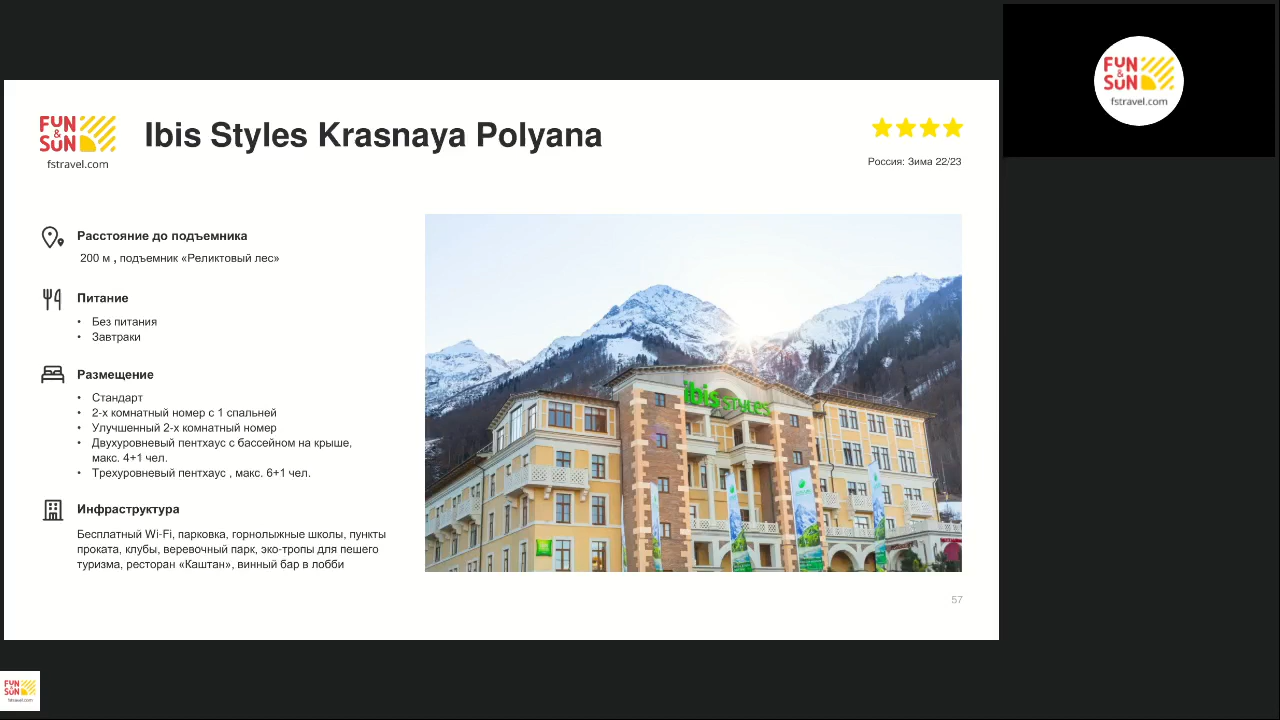 FUN
&
SUN
fstravel.com
Ibis Styles Krasnaya Polyana
Россия: Зима 22/23
Расстояние до подъемника
200 м , подъемник «Реликтовый лес»
Питание
• Без питания
• Завтраки
Размещение
• Стандарт
• 2-х комнатный номер с 1 спальней
• Улучшенный 2-х комнатный номер
• Двухуровневый пентхаус с бассейном на крыше,
макс. 4+1 чел.
• Трехуровневый пентхаус , макс. 6+1 чел.
Инфраструктура
Бесплатный Wi-Fi, парковка, горнолыжные школы, пункты
проката, клубы, веревочный парк, эко-тропы для пешего
туризма, ресторан «Каштан», винный бар в лобби
ibis styles
57
FUN
&
SUN
fstravel.com
FUN
&
SUN
fstravel.com